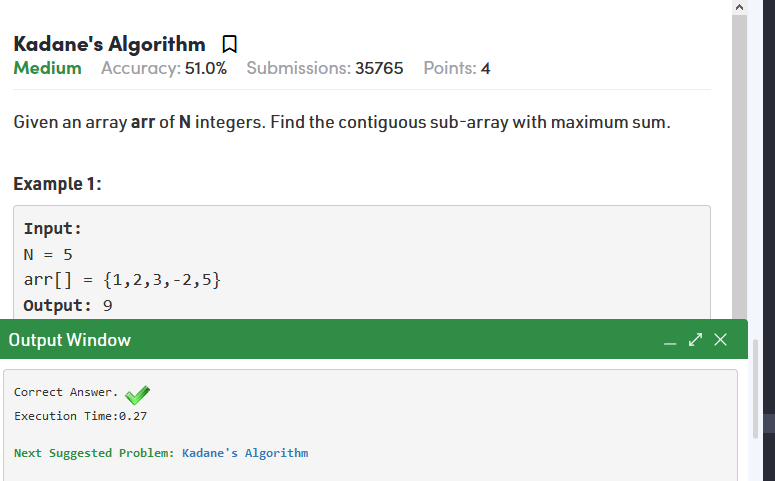 Kadane's Algorithm
Medium Accuracy: 51.0% Submissions: 35765 Points: 4
Given an array arr of N integers. Find the contiguous sub-array with maximum sum.
Example 1:
Input:
N = 5
arr[] = {1,2,3,-2,5}
Output: 9
Output Window
Correct Answer.
Execution Time:0.27
Next Suggested Problem: Kadane's Algorithm